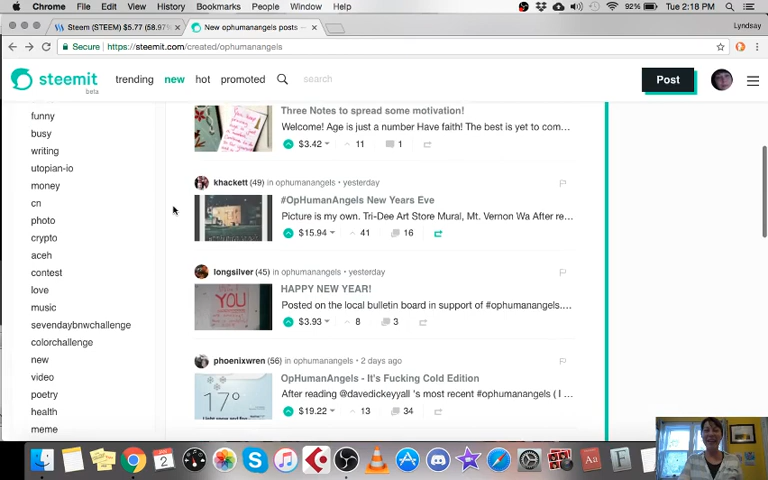 Chrome File Edit View History Bookmarks People Window Help 92% Tue 2:18 PM
Steem (STEEM) $5.77 (58.97% New ophumanangels posts — Lyndsay
Secure https://steemit.com/created/ophumanangels
steemit beta trending new hot promoted search Post
funny
busy
writing
utopian-io
money
cn
photo
crypto
aceh
contest
love
music
sevendaybnwchallenge
colorchallenge
new
video
poetry
health
meme
Three Notes to spread some motivation!
Welcome! Age is just a number Have faith! The best is yet to com...
$3.42 11 1
khackett (49) in ophumanangels • yesterday
#OpHumanAngels New Years Eve
Picture is my own. Tri-Dee Art Store Mural, Mt. Vernon Wa After re...
$15.94 41 16
longsilver (45) in ophumanangels • yesterday
YOU
HAPPY NEW YEAR!
Posted on the local bulletin board in support of #ophumanangels....
$3.93 8 3
phoenixwren (56) in ophumanangels • 2 days ago
17°
OpHumanAngels - It's Fucking Cold Edition
After reading @davedickeyyall 's most recent #ophumanangels ( I ...
$19.22 13 34